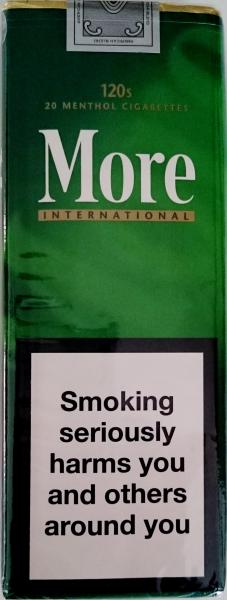 120s
20 MENTHOL CIGARETTES
More
INTERNATIONAL
Smoking
seriously
harms you
and others
around you